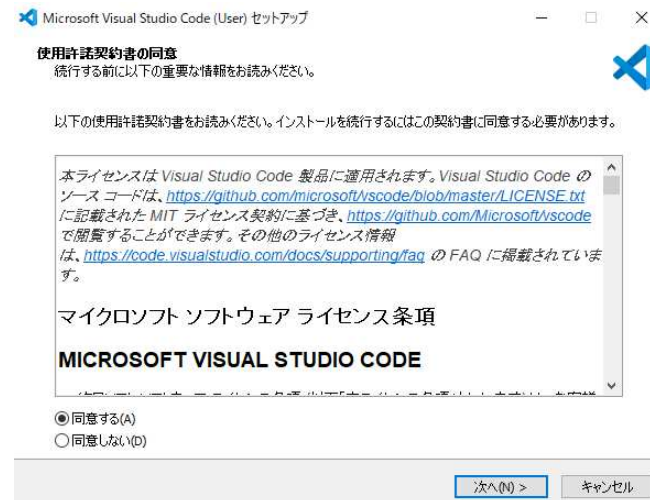 Microsoft Visual Studio Code (User) セットアップ
使用許諾契約書の同意
続行する前に以下の重要な情報をお読みください。
以下の使用許諾契約書をお読みください。インストールを続行するにはこの契約書に同意する必要があります。
本ライセンスは Visual Studio Code 製品に適用されます。Visual Studio Code の
ソース コードは、https://github.com/microsoft/vscode/blob/master/LICENSE.txt
に記載された MIT ライセンス契約に基づき、https://github.com/Microsoft/vscode
で閲覧することができます。その他のライセンス情報
は、https://code.visualstudio.com/docs/supporting/faq の FAQ に掲載されていま
す。
マイクロソフト ソフトウェア ライセンス条項
MICROSOFT VISUAL STUDIO CODE
同意する(A)
同意しない(D)
次へ(N) >
キャンセル